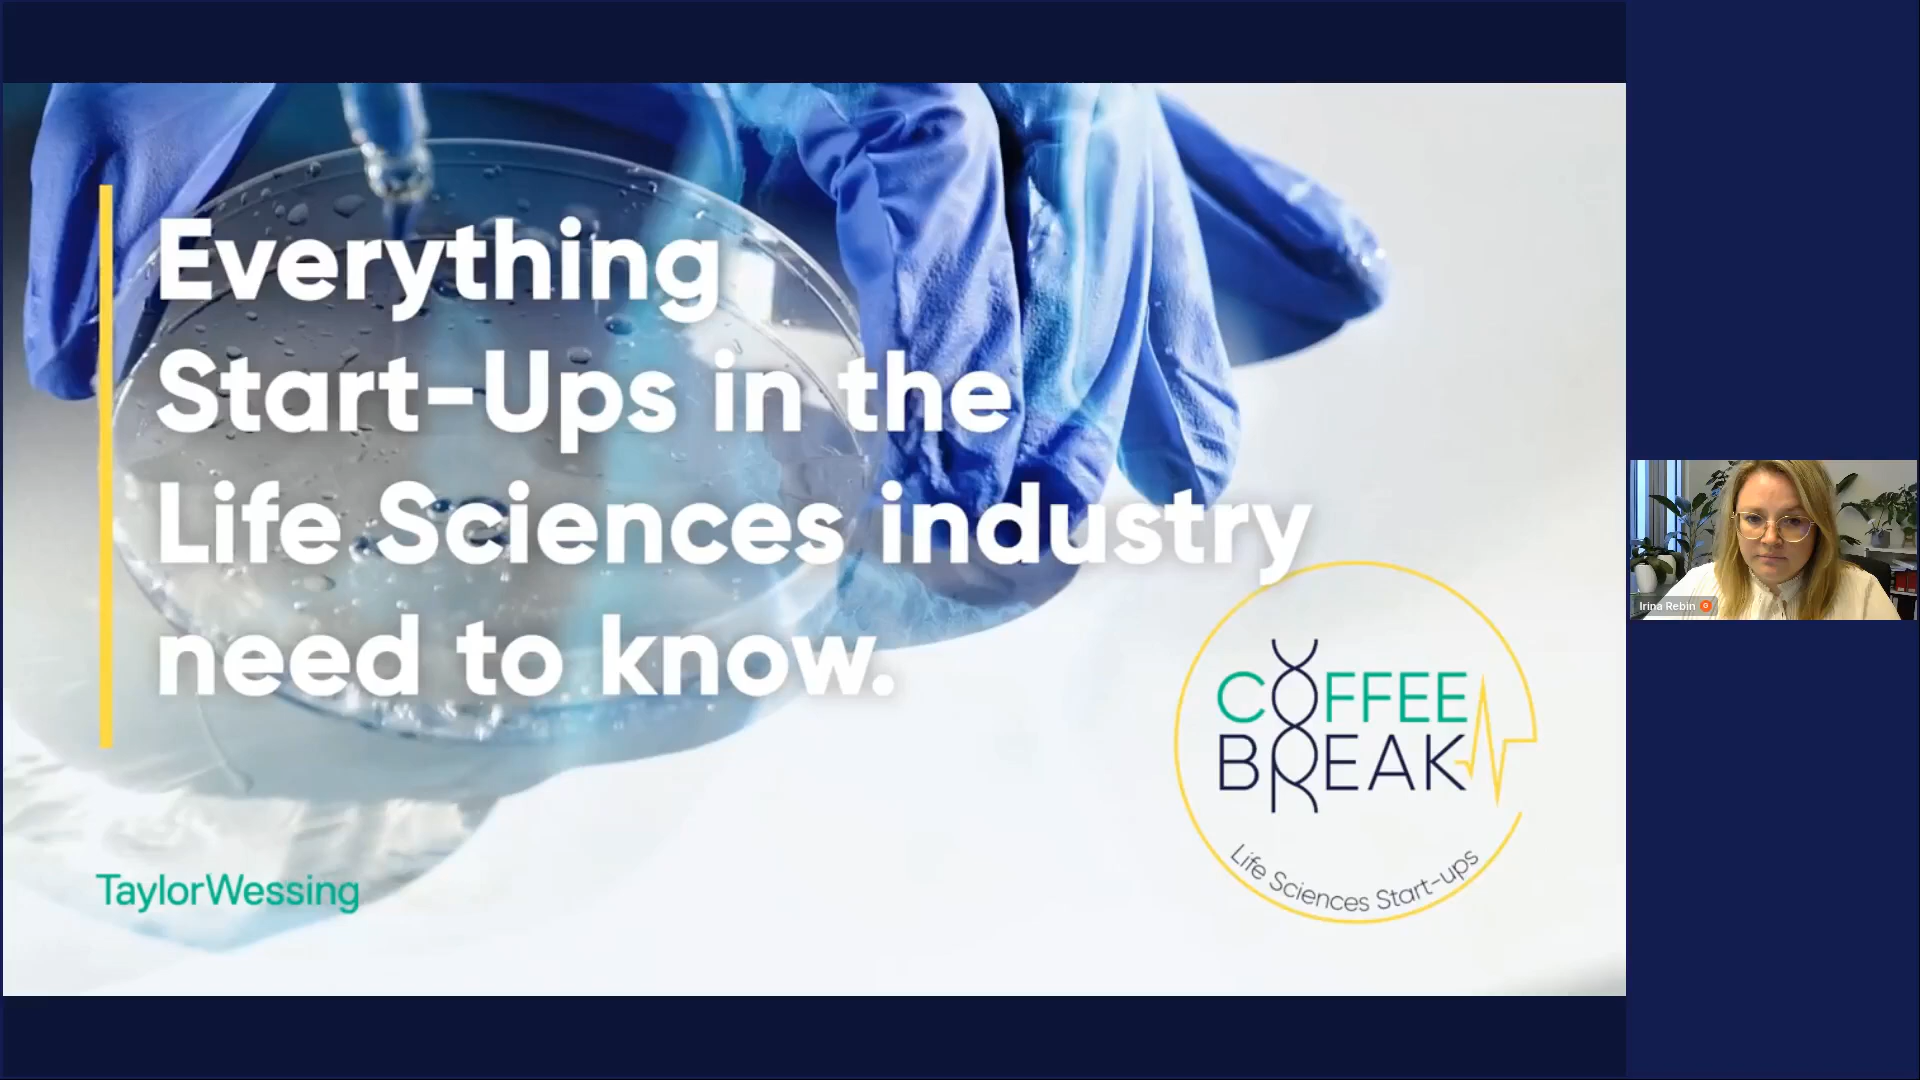 Everything
Start-Ups in the
Life Sciences industry
need to know.
COFFEE
BREAK
Life Sciences Start-ups
TaylorWessing
Irina Rebin